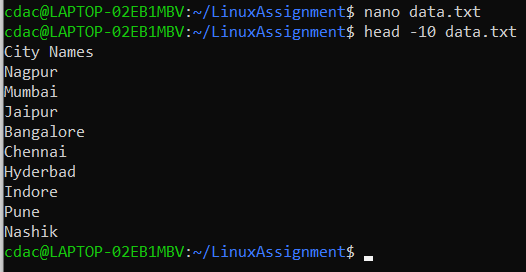 cdac@LAPTOP-02EB1MBV:~/LinuxAssignment$ nano data.txt
cdac@LAPTOP-02EB1MBV:~/LinuxAssignment$ head -10 data.txt
City Names
Nagpur
Mumbai
Jaipur
Bangalore
Chennai
Hyderbad
Indore
Pune
Nashik
cdac@LAPTOP-02EB1MBV:~/LinuxAssignment$